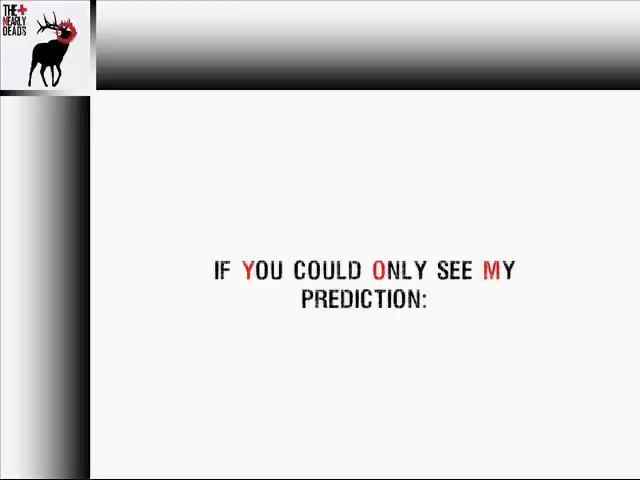 THE+
NEARLY
DEADS
IF YOU COULD ONLY SEE MY
PREDICTION: